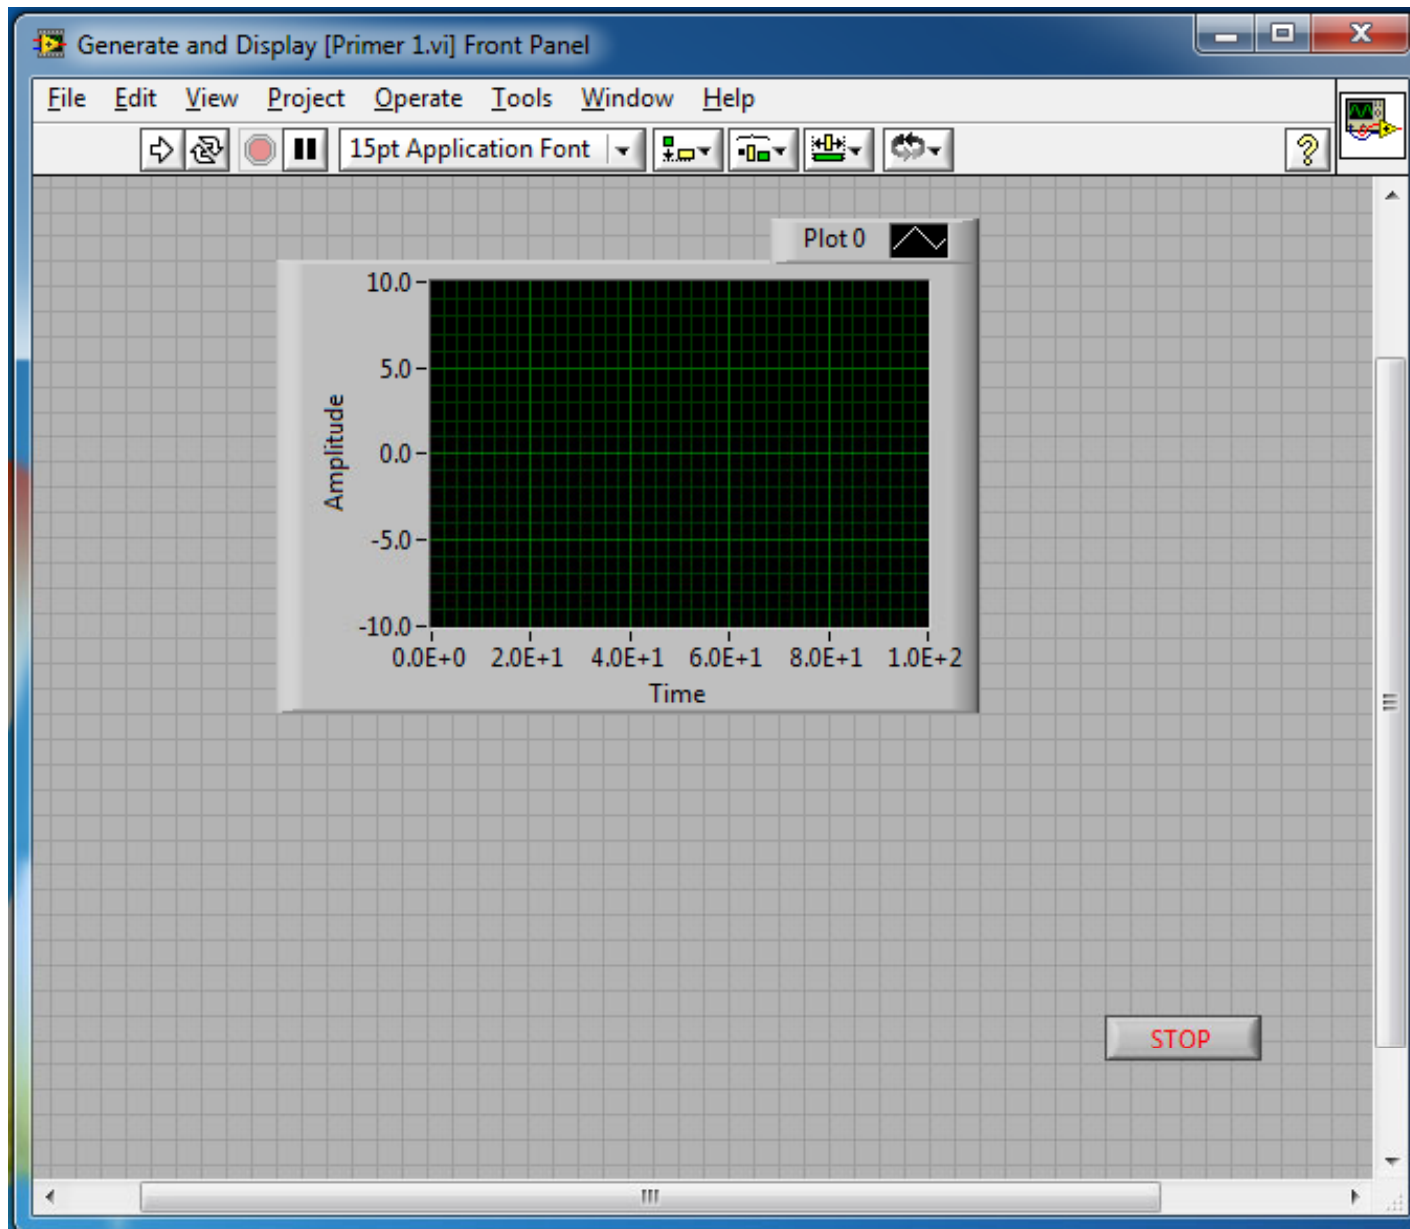 Generate and Display [Primer 1.vi] Front Panel
File Edit View Project Operate Tools Window Help
15pt Application Font
Plot 0
10.0
5.0
Amplitude
0.0
-5.0
-10.0
0.0E+0 2.0E+1 4.0E+1 6.0E+1 8.0E+1 1.0E+2
Time
STOP